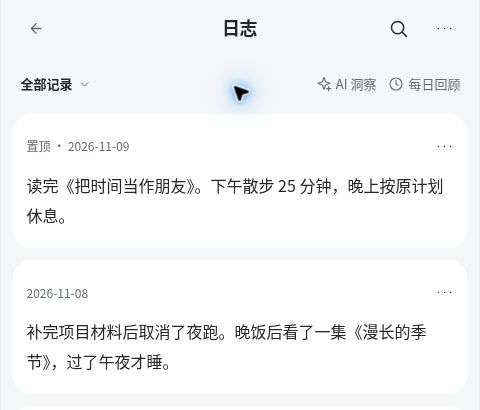 日志
全部记录
AI 洞察
每日回顾
置顶 · 2026-11-09
读完《把时间当作朋友》。下午散步 25 分钟，晚上按原计划
休息。
2026-11-08
补完项目材料后取消了夜跑。晚饭后看了一集《漫长的季
节》，过了午夜才睡。